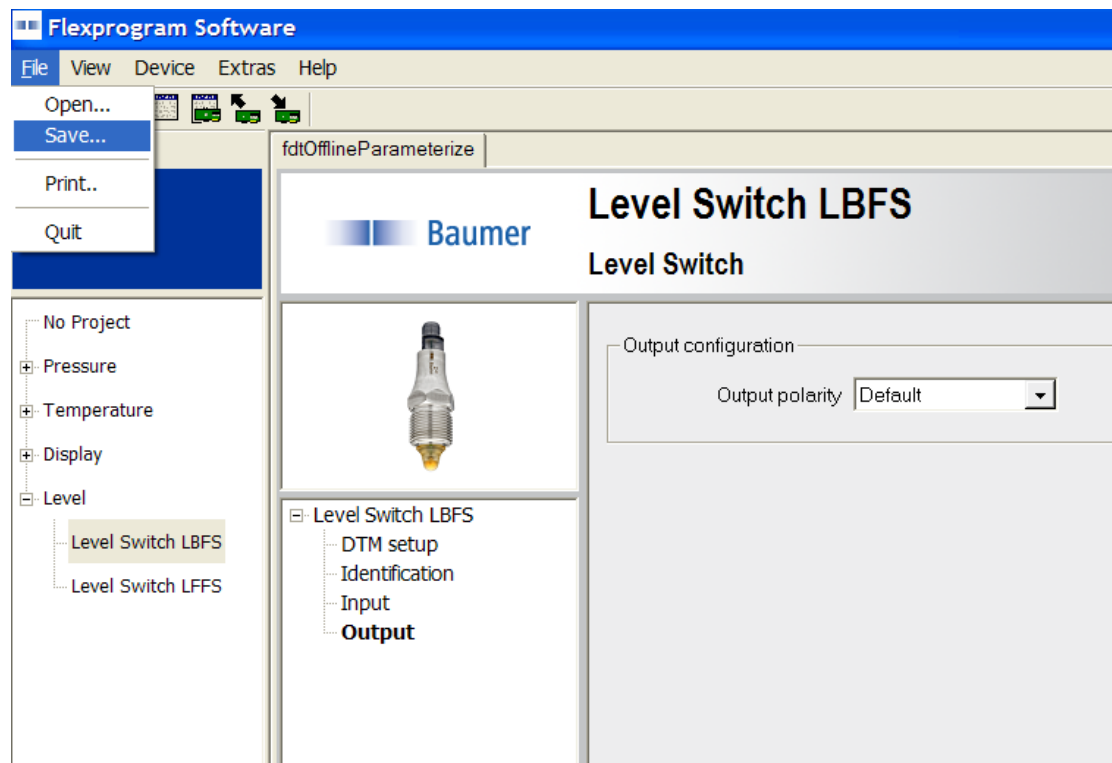 Flexprogram Software
File View Device Extras Help
Open...
Save...
Print..
Quit
fdtOfflineParameterize
Baumer
Level Switch LBFS
Level Switch
No Project
Pressure
Temperature
Display
Level
Level Switch LBFS
Level Switch LFFS
Level Switch LBFS
DTM setup
Identification
Input
Output
Output configuration
Output polarity Default